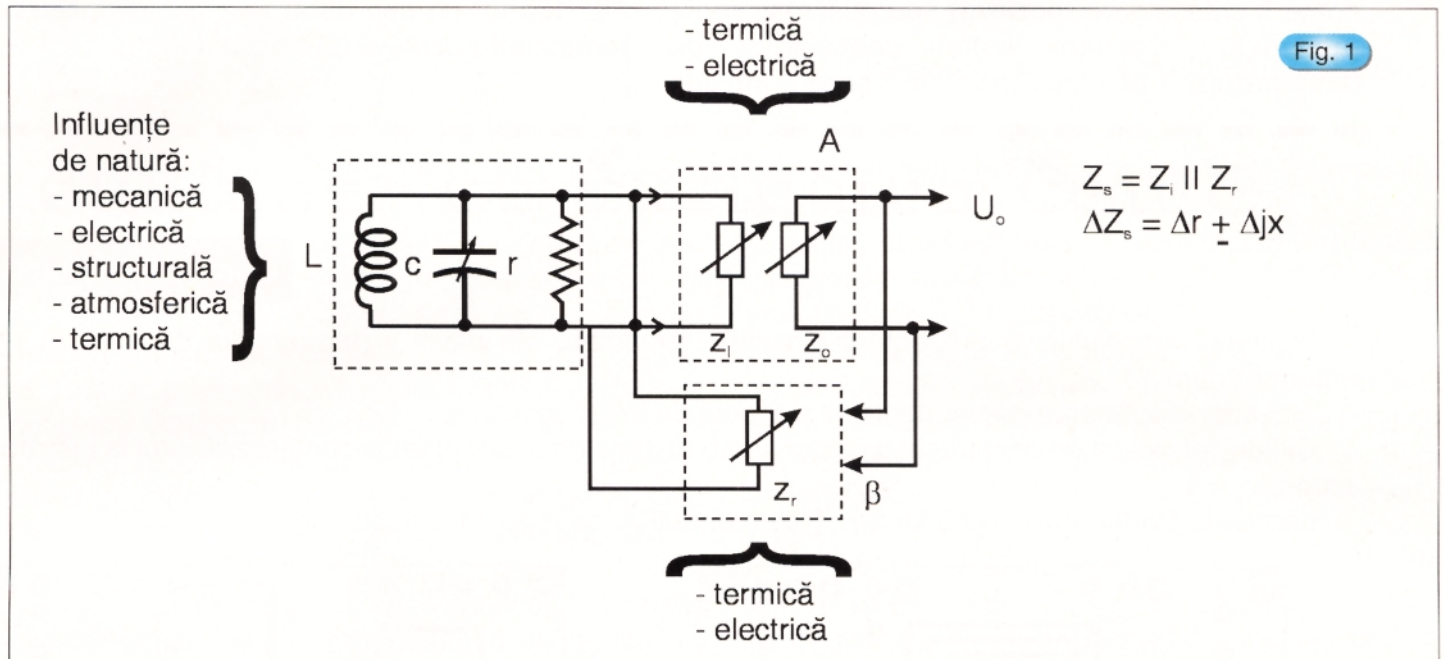 - termică
- electrică
Fig. 1
Influențe
de natură:
- mecanică
- electrică
- structurală
- atmosferică
- termică
A
L
c
r
Zᵢ
Zₒ
Uₒ
Zₛ = Zᵢ || Zᵣ
ΔZₛ = Δr ± Δjx
Zᵣ
β
- termică
- electrică